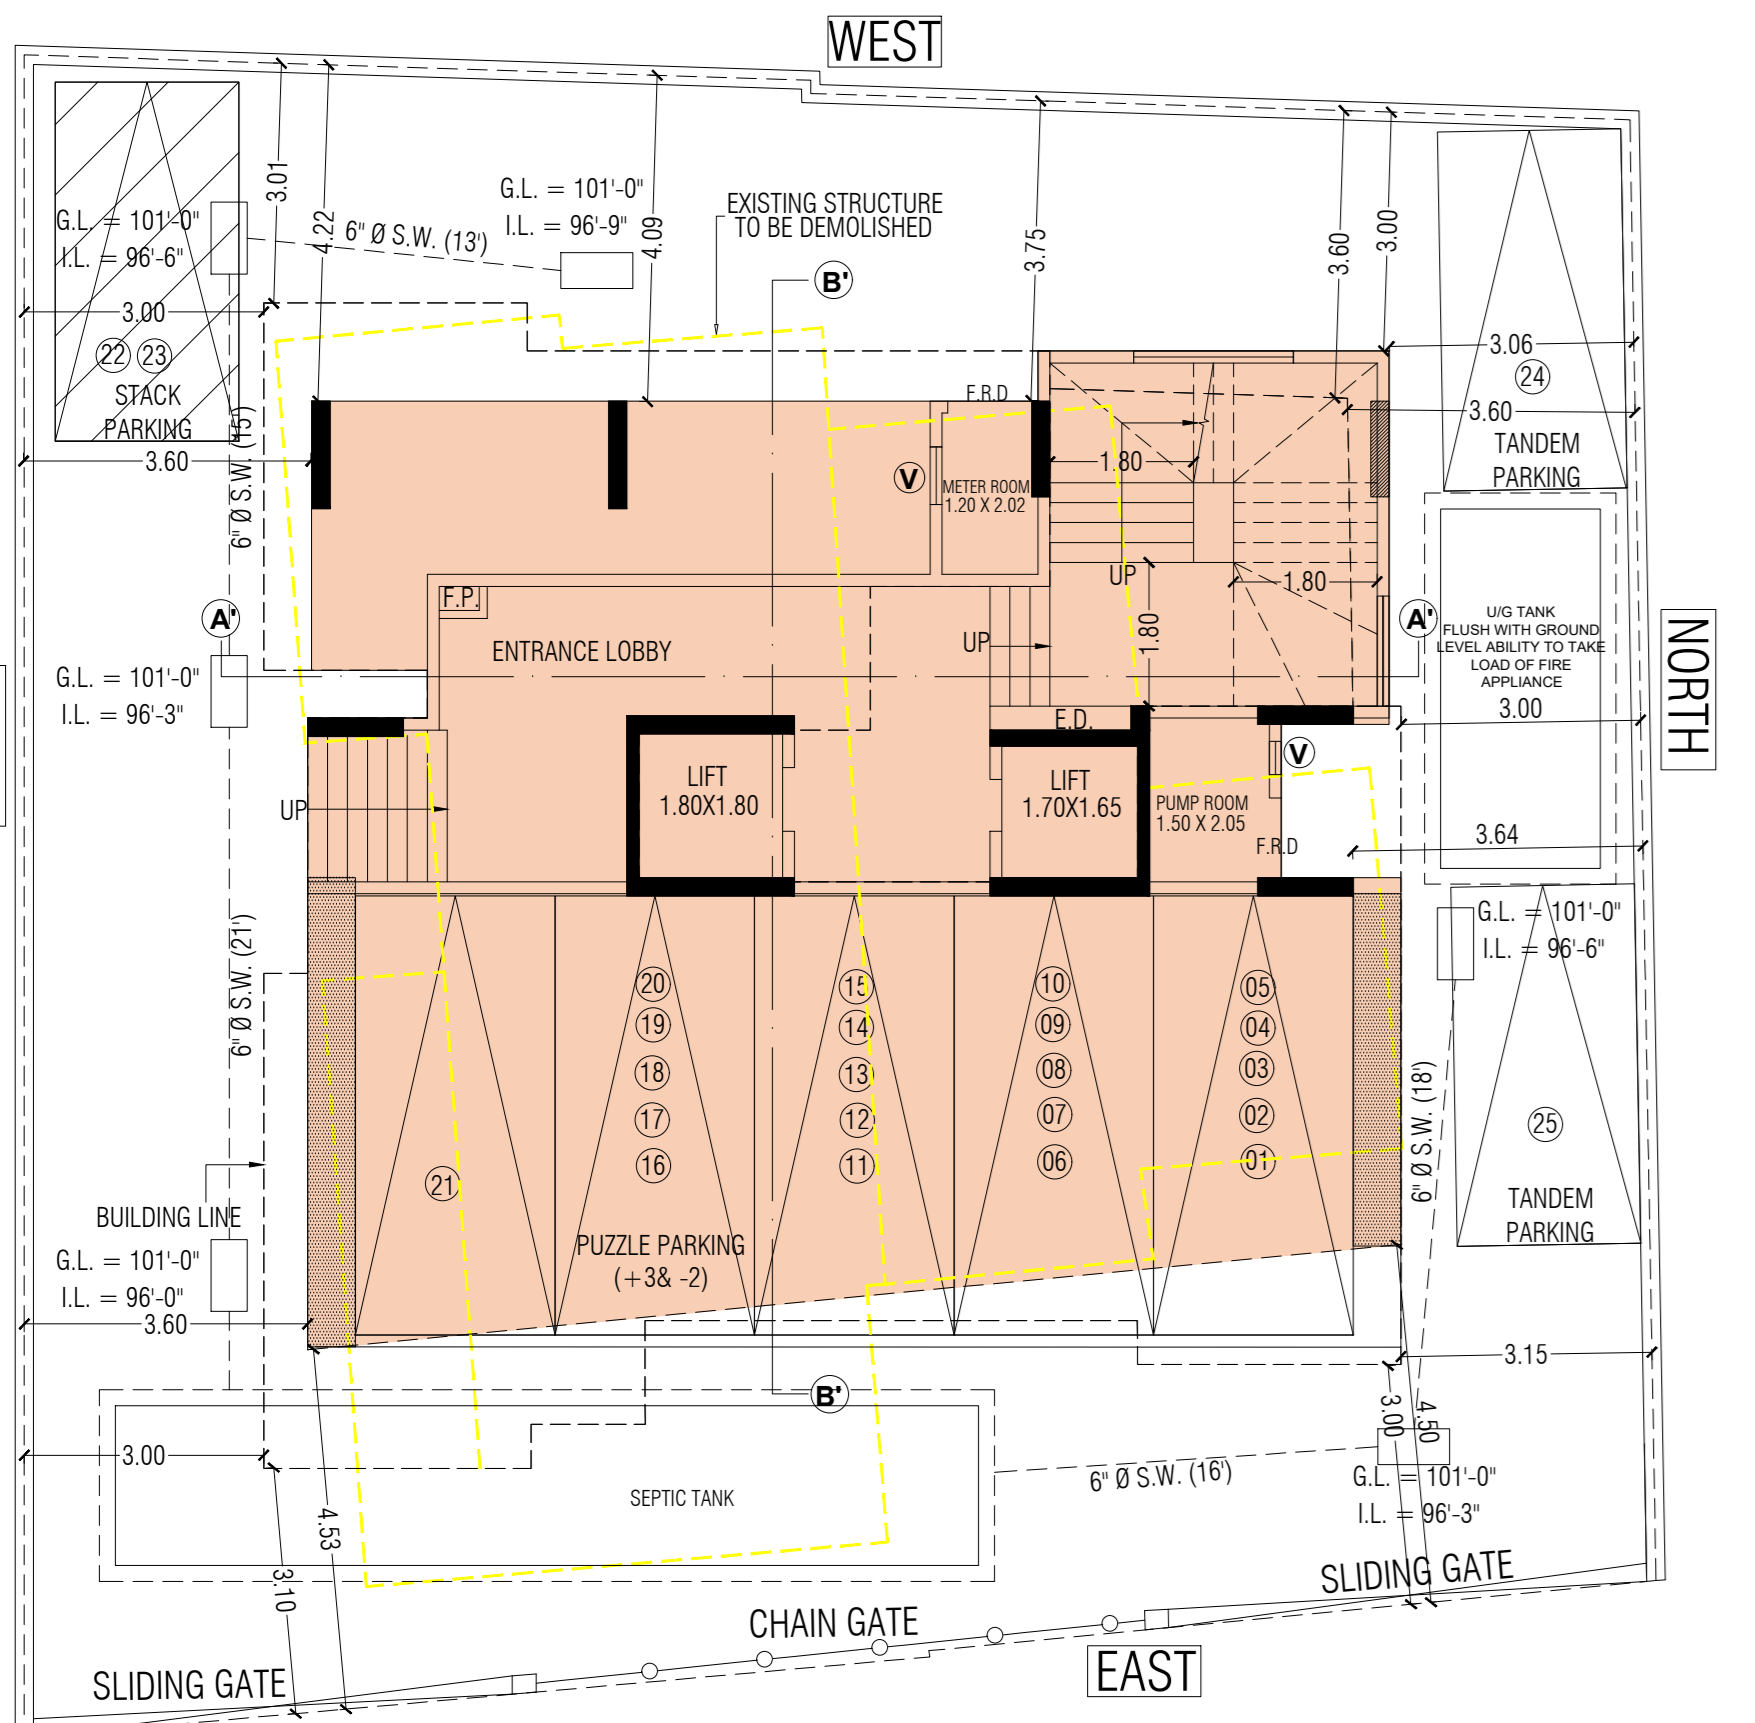 WEST
3.01
4.22
4.09
3.75
3.60
3.00
G.L. = 101'-0"
I.L. = 96'-6"
6" Ø S.W. (13')
G.L. = 101'-0"
I.L. = 96'-9"
EXISTING STRUCTURE
TO BE DEMOLISHED
B'
3.00
22 23
STACK
PARKING
3.06
24
3.60
TANDEM
PARKING
3.60
6" Ø S.W. (15')
F.R.D
V
METER ROOM
1.20 X 2.02
1.80
UP
1.80
1.80
F.P.
A'
ENTRANCE LOBBY
UP
A'
U/G TANK
FLUSH WITH GROUND
LEVEL ABILITY TO TAKE
LOAD OF FIRE
APPLIANCE
3.00
NORTH
G.L. = 101'-0"
I.L. = 96'-3"
E.D.
UP
LIFT
1.80X1.80
LIFT
1.70X1.65
PUMP ROOM
1.50 X 2.05
V
F.R.D
3.64
G.L. = 101'-0"
I.L. = 96'-6"
6" Ø S.W. (21')
20 15 10 05
19 14 09 04
18 13 08 03
17 12 07 02
16 11 06 01
21
25
6" Ø S.W. (18')
TANDEM
PARKING
BUILDING LINE
G.L. = 101'-0"
I.L. = 96'-0"
3.60
PUZZLE PARKING
(+3& -2)
3.15
B'
3.00
4.50
3.00
SEPTIC TANK
6" Ø S.W. (16')
G.L. = 101'-0"
I.L. = 96'-3"
4.53
3.10
SLIDING GATE
CHAIN GATE
EAST
SLIDING GATE